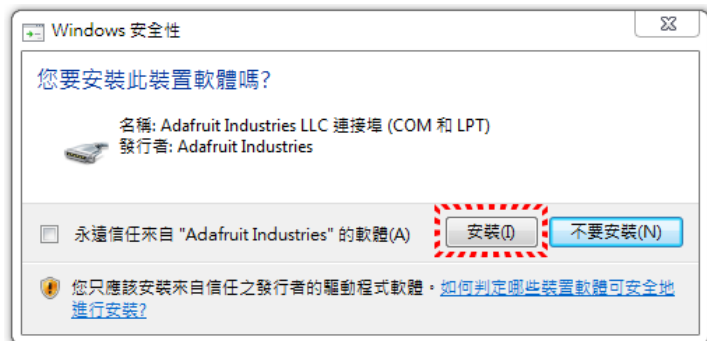 Windows 安全性
您要安裝此裝置軟體嗎?
名稱: Adafruit Industries LLC 連接埠 (COM 和 LPT)
發行者: Adafruit Industries
永遠信任來自 "Adafruit Industries" 的軟體(A)
安裝(I)
不要安裝(N)
您只應該安裝來自信任之發行者的驅動程式軟體。如何判定哪些裝置軟體可安全地
進行安裝?